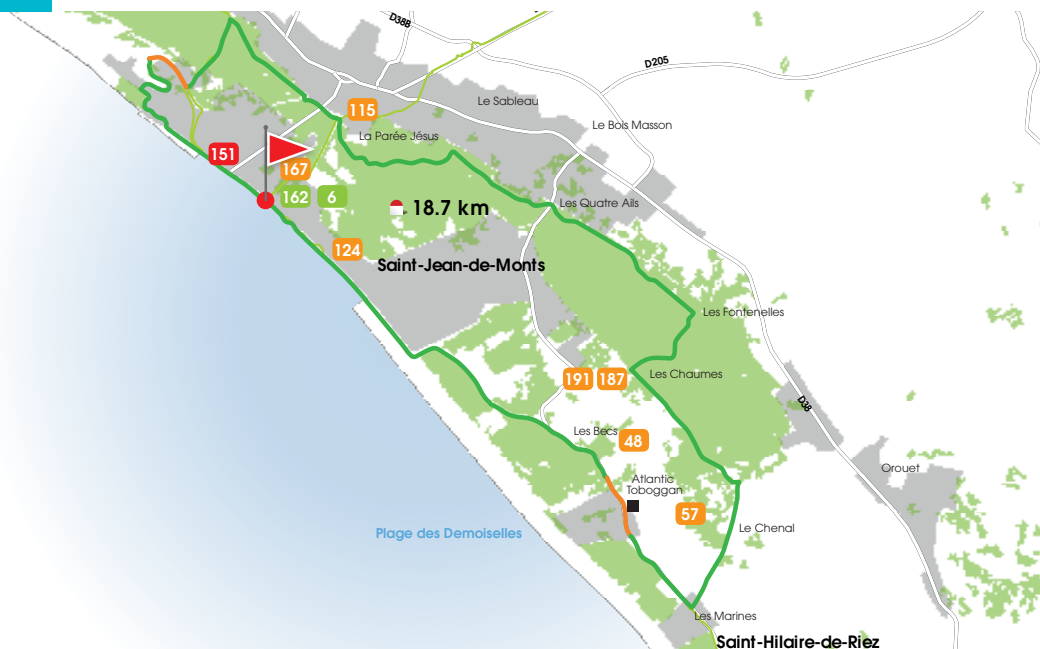 D38B
D205
Le Sableau
115
Le Bois Masson
La Parée Jésus
151
167
162
6
Les Quatre Ails
18.7 km
124
Saint-Jean-de-Monts
Les Fontenelles
191
187
Les Chaumes
D38
Les Becs
48
Orouet
Atlantic
Toboggan
57
Le Chenal
Plage des Demoiselles
Les Marines
Saint-Hilaire-de-Riez